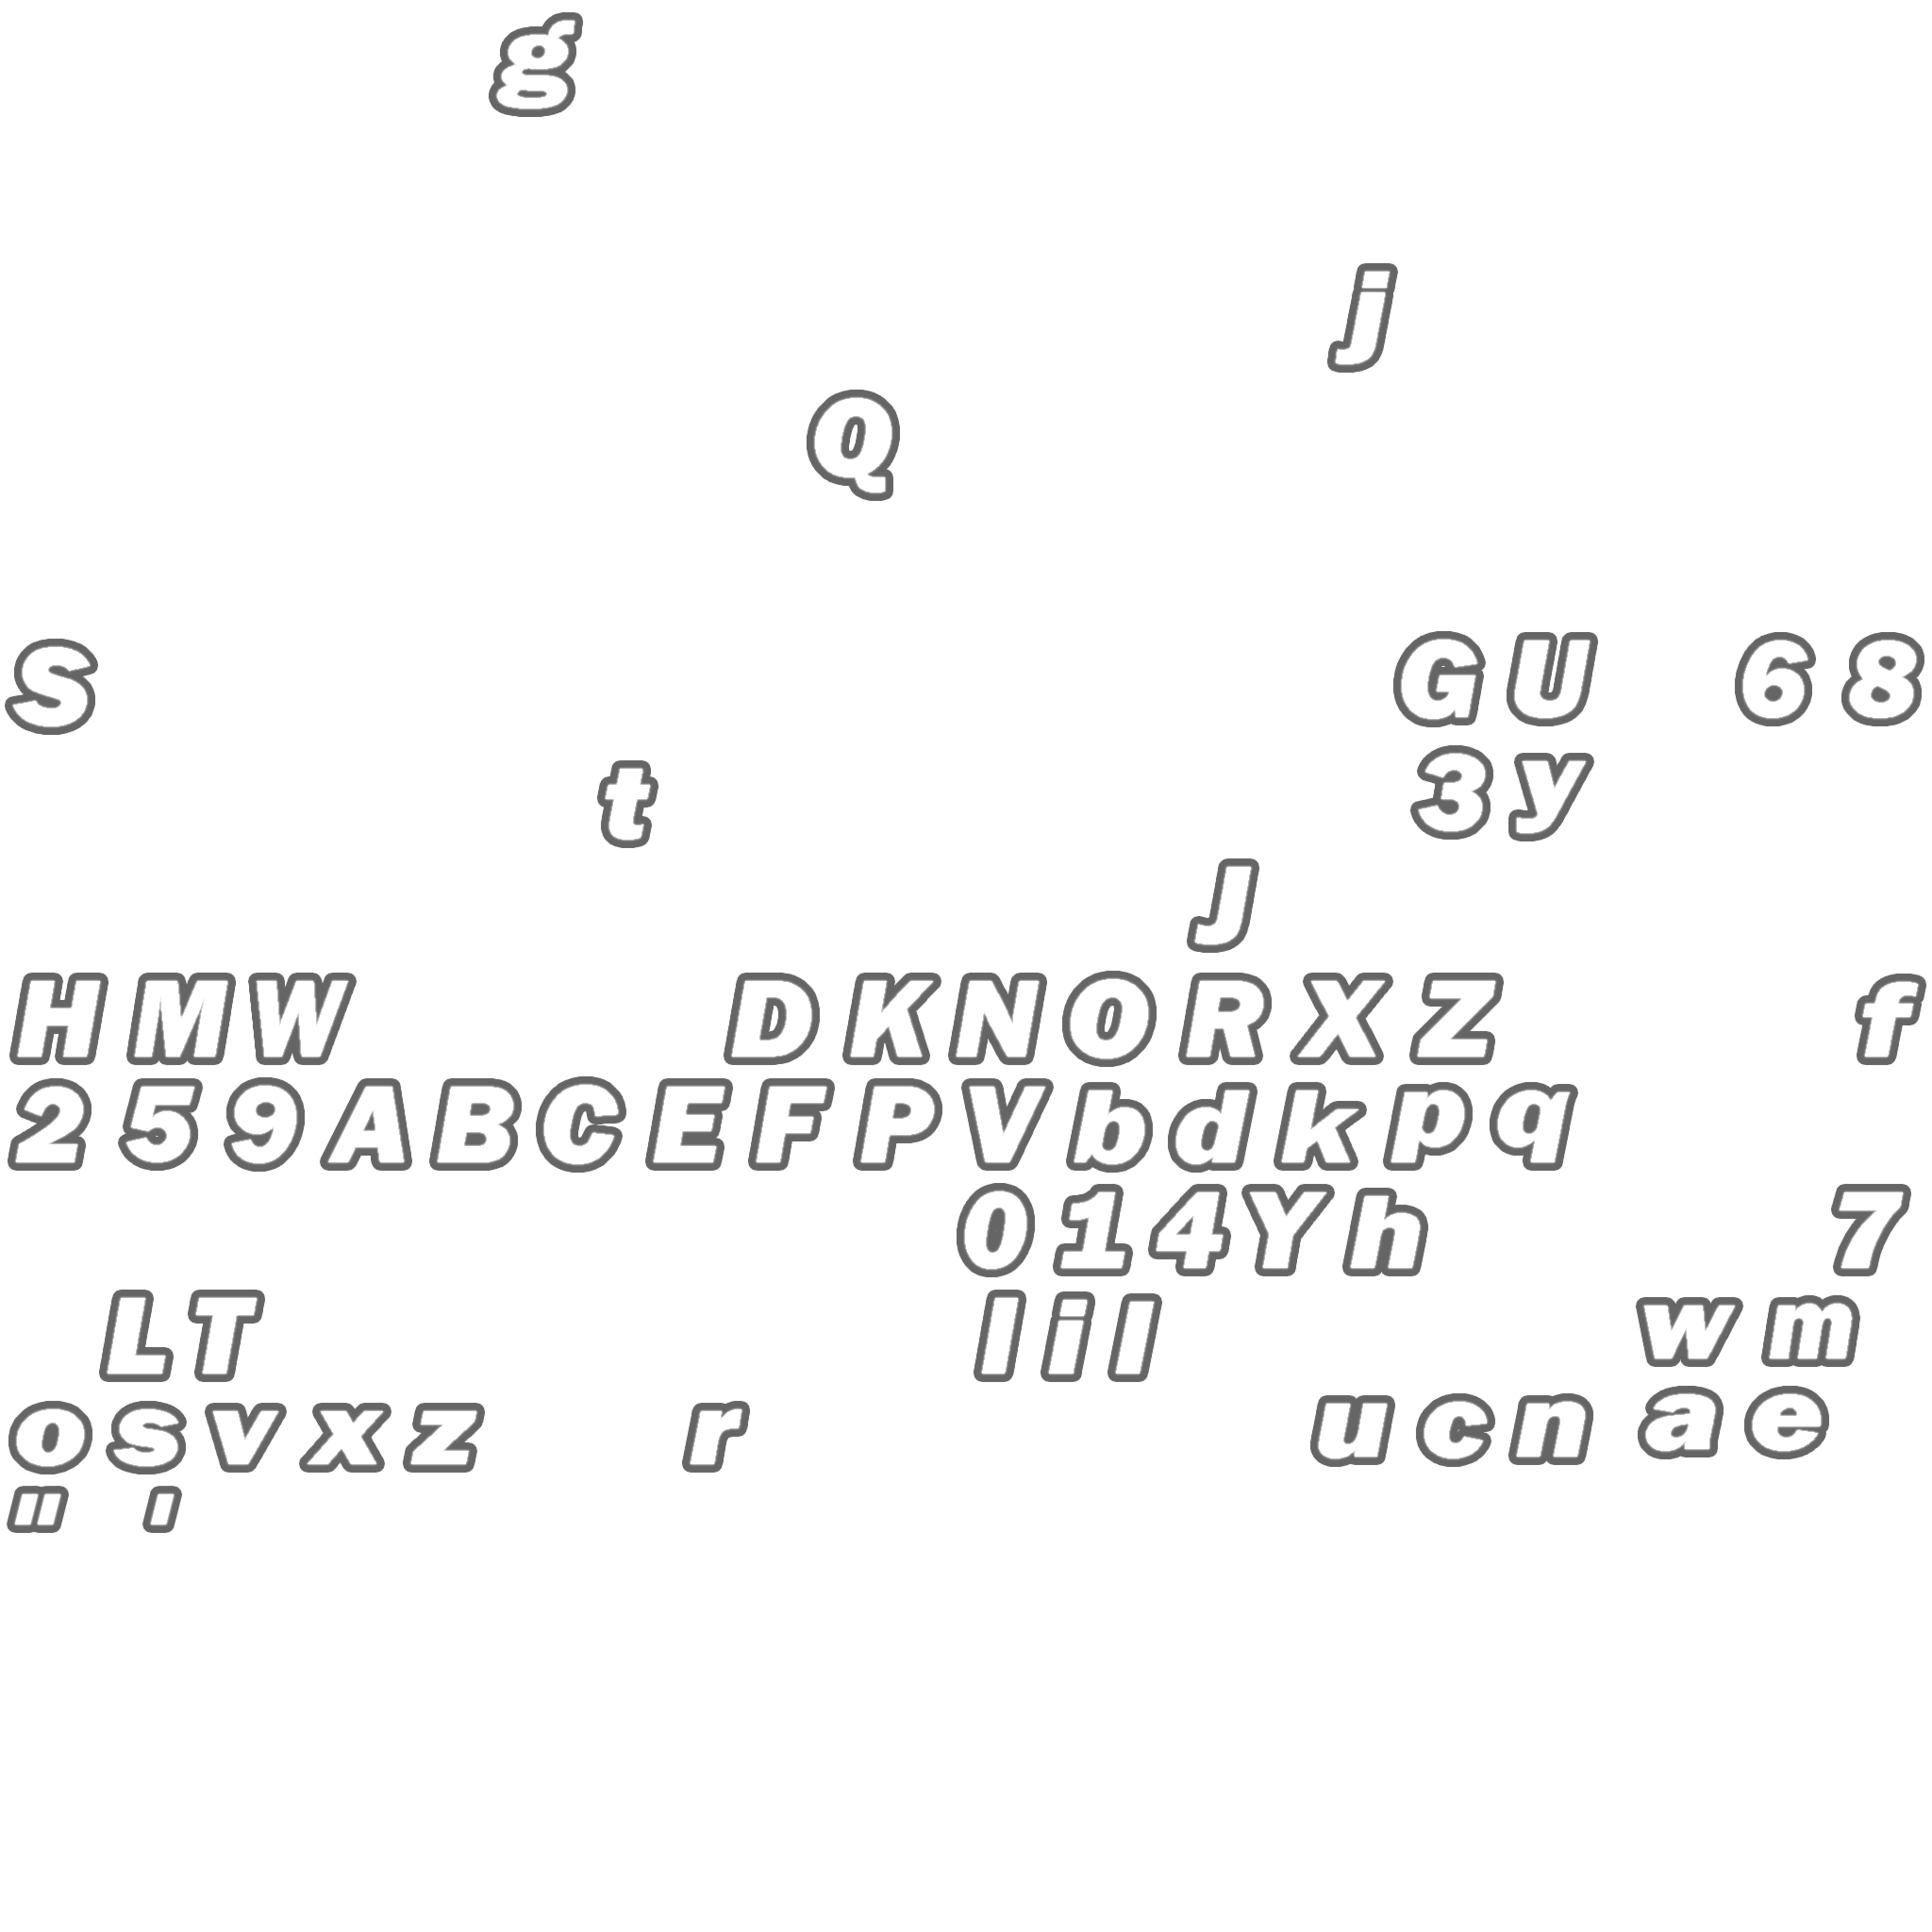 g
j
Q
S G U 6 8
t 3 y
J
H M W D K N O R X Z f
2 5 9 A B C E F P V b d k p q
0 1 4 Y h 7
L T I i l w m
o s v x z r u c n a e
" '